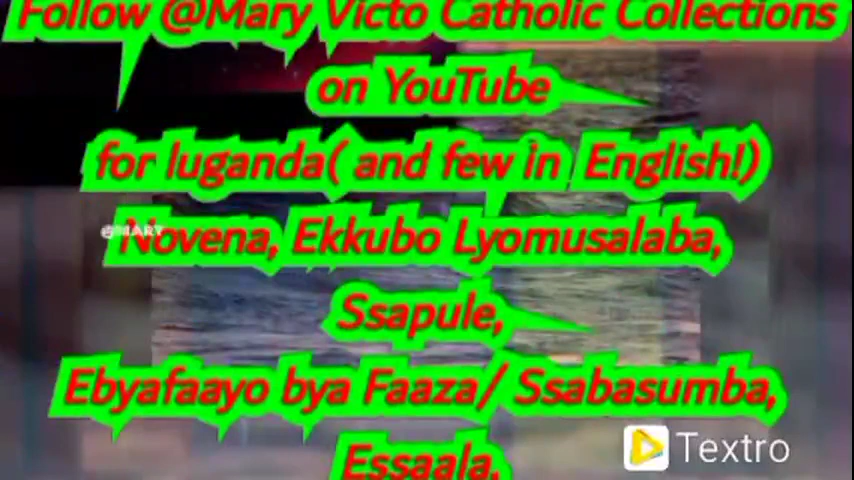 Follow @Mary Victo Catholic Collections
on YouTube
for luganda( and few in English!)
@MARY
Novena, Ekkubo Lyomusalaba,
Ssapule,
Ebyafaayo bya Faaza/ Ssabasumba,
Essaala,
Textro